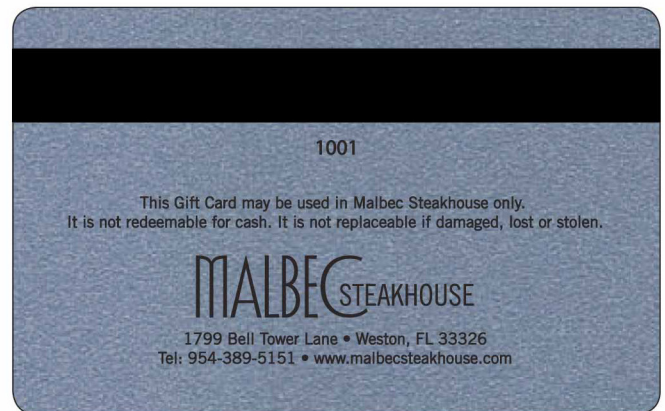 1001
This Gift Card may be used in Malbec Steakhouse only.
It is not redeemable for cash. It is not replaceable if damaged, lost or stolen.
MALBEC STEAKHOUSE
1799 Bell Tower Lane • Weston, FL 33326
Tel: 954-389-5151 • www.malbecsteakhouse.com